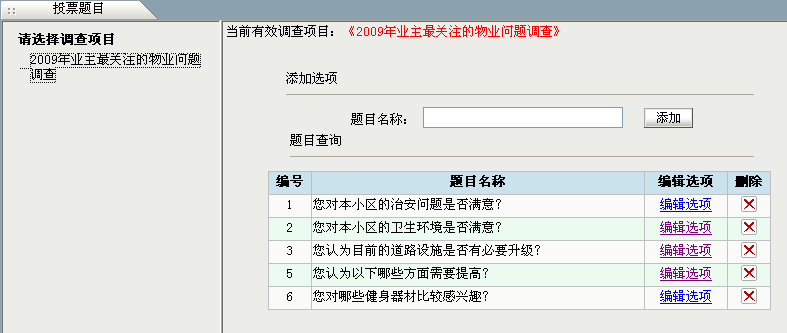 投票题目
请选择调查项目
2009年业主最关注的物业问题
调查
当前有效调查项目：《2009年业主最关注的物业问题调查》
添加选项
题目名称： 添加
题目查询
编号 题目名称 编辑选项 删除
1 您对本小区的治安问题是否满意？ 编辑选项
2 您对本小区的卫生环境是否满意？ 编辑选项
3 您认为目前的道路设施是否有必要升级？ 编辑选项
5 您认为以下哪些方面需要提高？ 编辑选项
6 您对哪些健身器材比较感兴趣？ 编辑选项